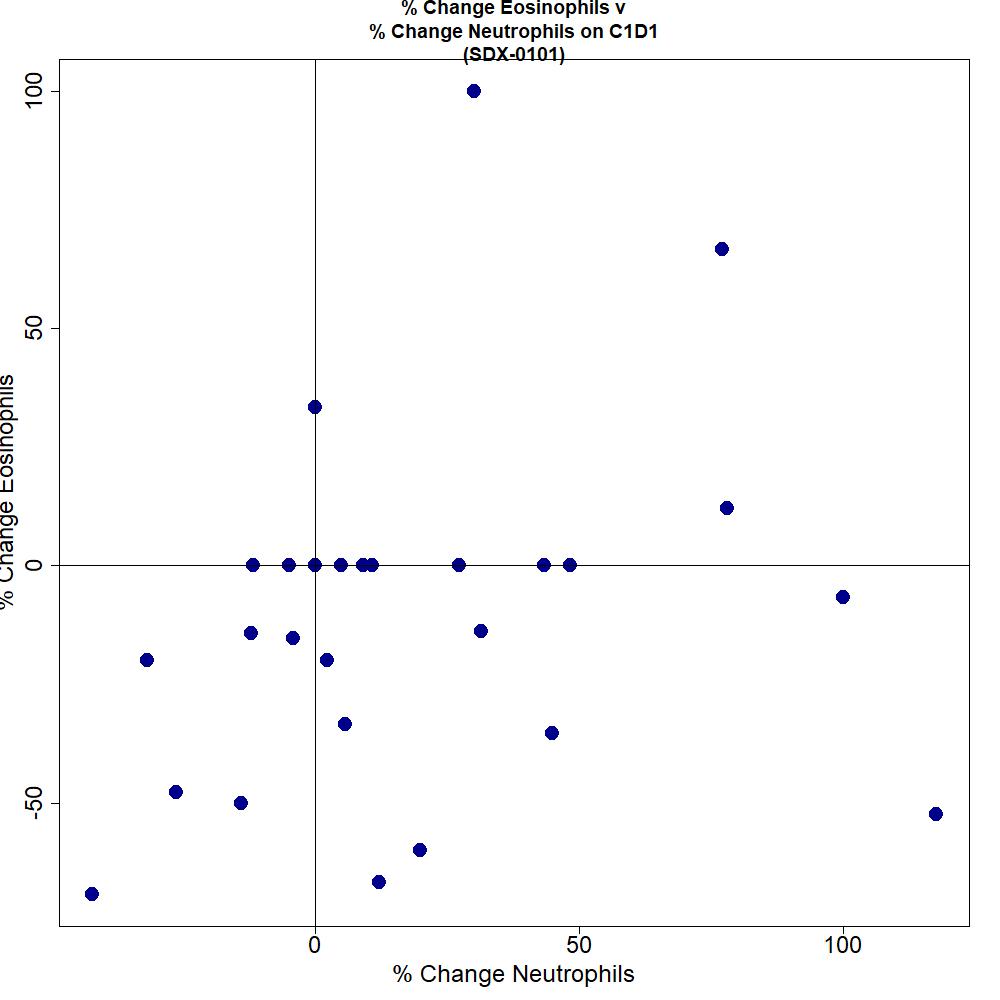 % Change Eosinophils v
% Change Neutrophils on C1D1
(SDX-0101)
100
50
0
-50
% Change Eosinophils
0
50
100
% Change Neutrophils